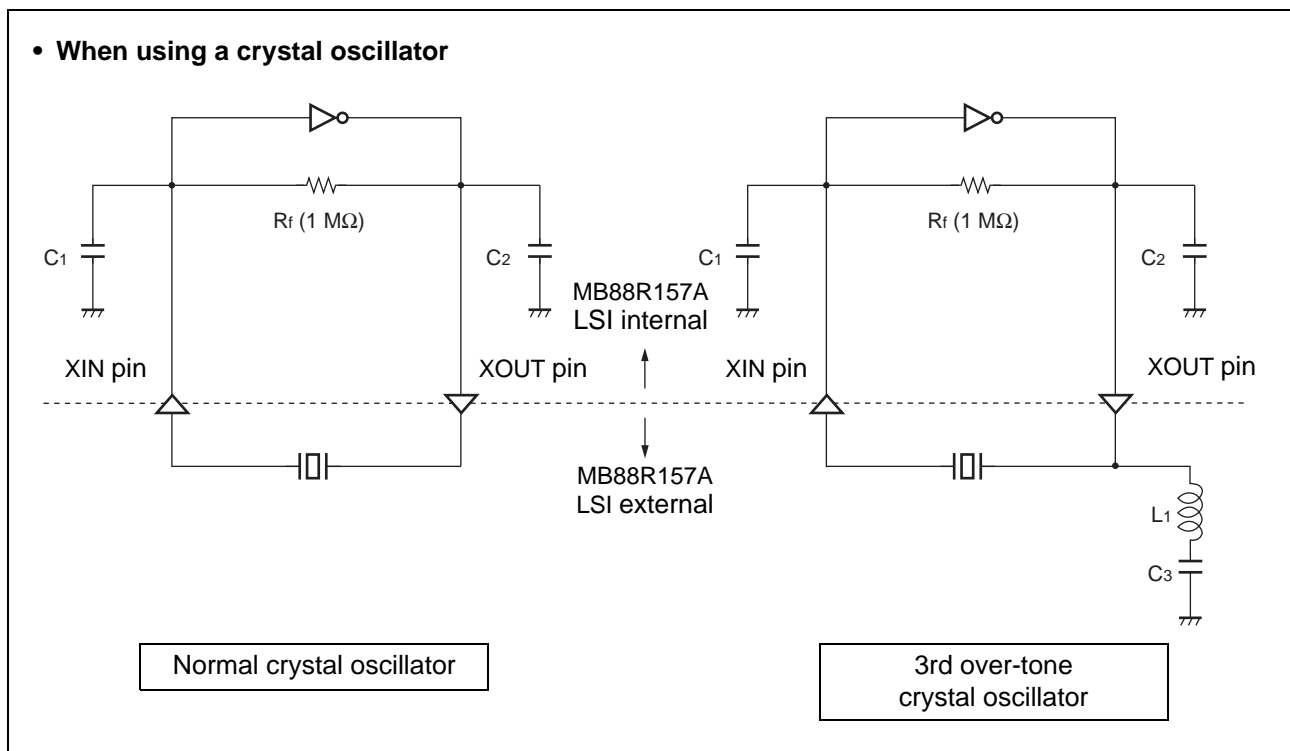 • When using a crystal oscillator
Rf (1 MΩ)
C1
C2
XIN pin
XOUT pin
MB88R157A
LSI internal
MB88R157A
LSI external
Rf (1 MΩ)
C1
C2
XIN pin
XOUT pin
L1
C3
Normal crystal oscillator
3rd over-tone
crystal oscillator